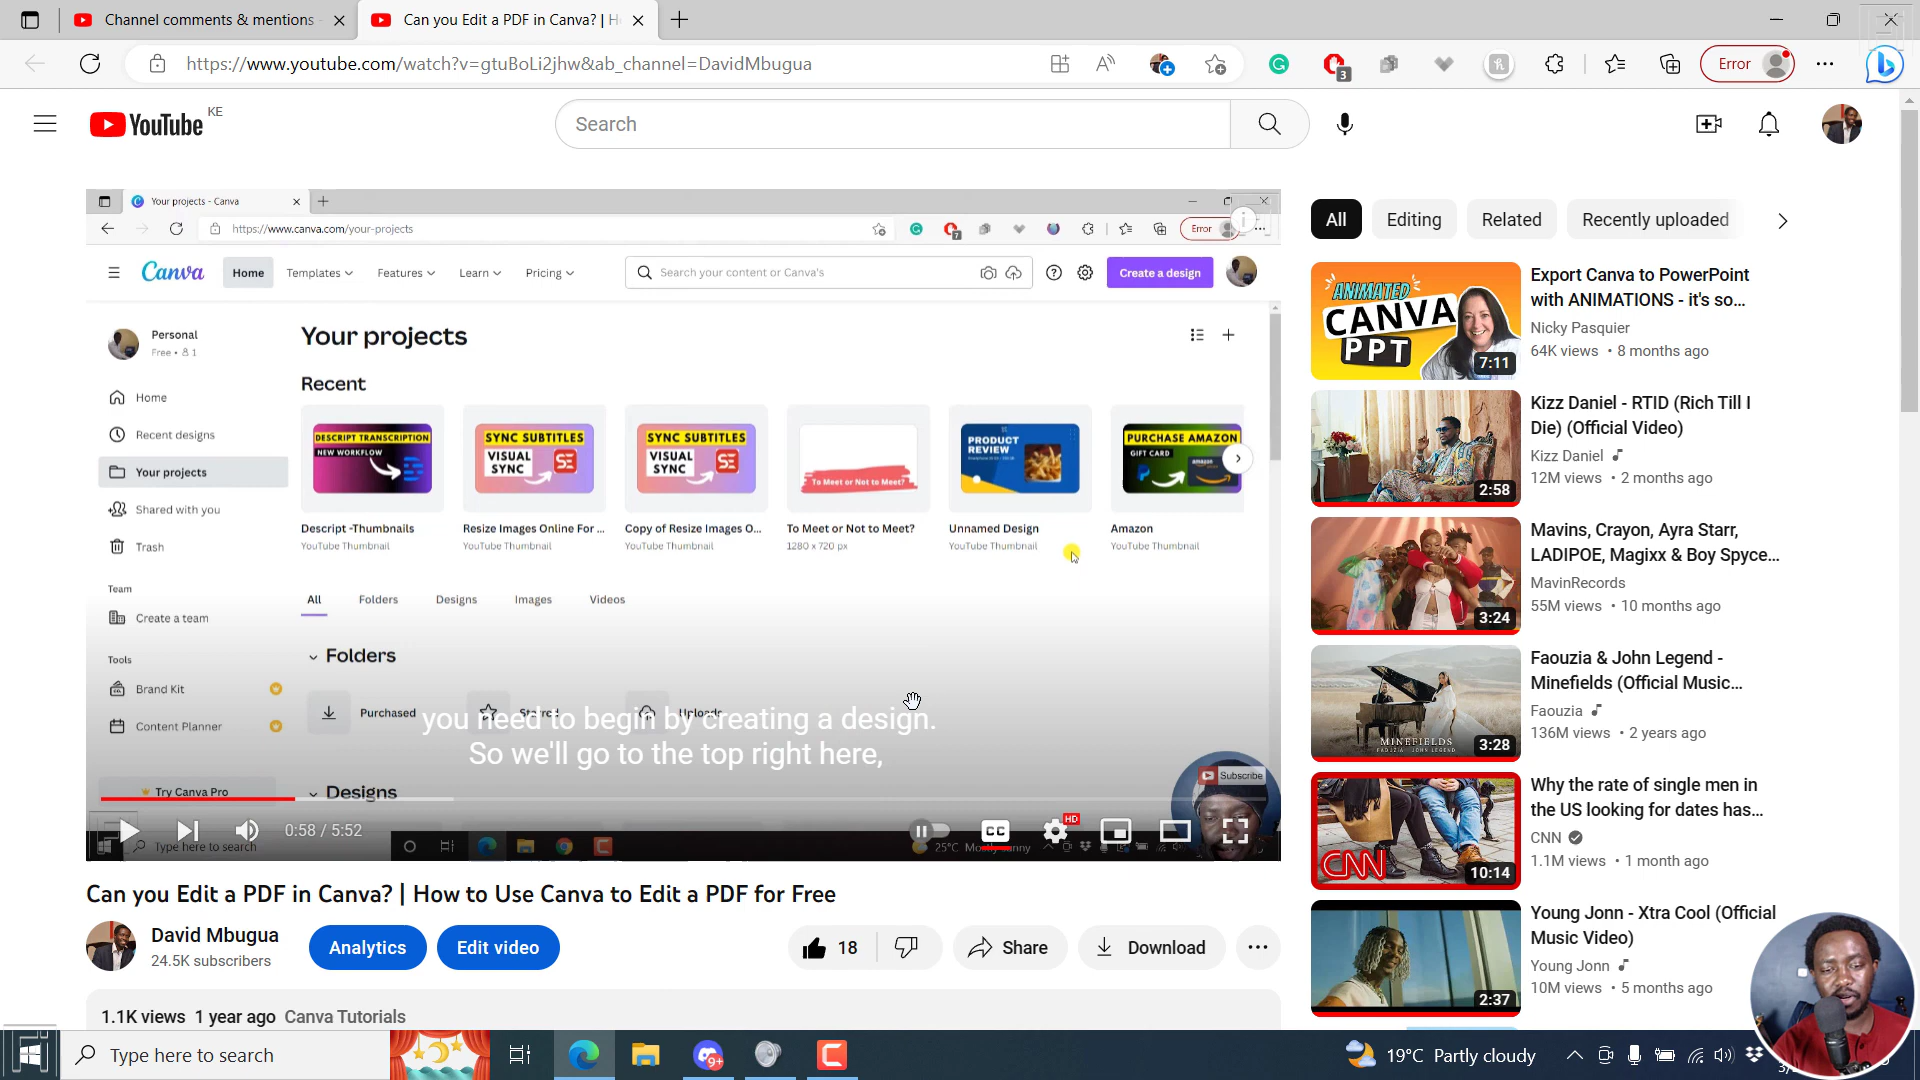 Channel comments & mentions
Can you Edit a PDF in Canva? | H
https://www.youtube.com/watch?v=gtuBoLi2jhw&ab_channel=DavidMbugua
3
Error
YouTube KE
Search
Your projects - Canva
https://www.canva.com/your-projects
7
Error
Canva
Home
Templates
Features
Learn
Pricing
Search your content or Canva's
Create a design
Personal
Free • 1
Your projects
Home
Recent
Recent designs
Your projects
Shared with you
Trash
DESCRIPT TRANSCRIPTION
NEW WORKFLOW
SYNC SUBTITLES
VISUAL
SYNC
SE
SYNC SUBTITLES
VISUAL
SYNC
SE
To Meet or Not to Meet?
PRODUCT
REVIEW
PURCHASE AMAZON
GIFT CARD
amazon
Descript -Thumbnails
YouTube Thumbnail
Resize Images Online For ...
YouTube Thumbnail
Copy of Resize Images O...
YouTube Thumbnail
To Meet or Not to Meet?
1280 x 720 px
Unnamed Design
YouTube Thumbnail
Amazon
YouTube Thumbnail
Team
Create a team
All
Folders
Designs
Images
Videos
Tools
Brand Kit
Content Planner
Folders
Purchased
Uploads
you need to begin by creating a design.
So we'll go to the top right here,
Subscribe
Try Canva Pro
Designs
0:58 / 5:52
CC
HD
Type here to search
25°C Mostly sunny
Can you Edit a PDF in Canva? | How to Use Canva to Edit a PDF for Free
David Mbugua
24.5K subscribers
Analytics
Edit video
18
Share
Download
1.1K views 1 year ago Canva Tutorials
All
Editing
Related
Recently uploaded
ANIMATED
CANVA
PPT
7:11
Export Canva to PowerPoint
with ANIMATIONS - it's so...
Nicky Pasquier
64K views • 8 months ago
2:58
Kizz Daniel - RTID (Rich Till I
Die) (Official Video)
Kizz Daniel
12M views • 2 months ago
3:24
Mavins, Crayon, Ayra Starr,
LADIPOE, Magixx & Boy Spyce...
MavinRecords
55M views • 10 months ago
MINEFIELDS
FAOUZIA · JOHN LEGEND
3:28
Faouzia & John Legend -
Minefields (Official Music...
Faouzia
136M views • 2 years ago
CNN
10:14
Why the rate of single men in
the US looking for dates has...
CNN
1.1M views • 1 month ago
2:37
Young Jonn - Xtra Cool (Official
Music Video)
Young Jonn
10M views • 5 months ago
Type here to search
9+
19°C Partly cloudy